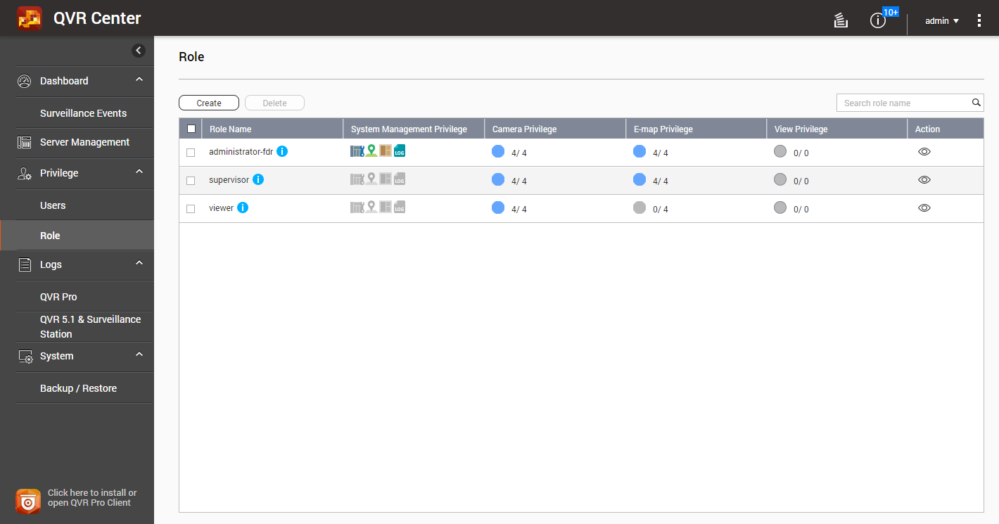 QVR Center
10+
admin
Dashboard
Surveillance Events
Server Management
Privilege
Users
Role
Logs
QVR Pro
QVR 5.1 & Surveillance
Station
System
Backup / Restore
Click here to install or
open QVR Pro Client
Role
Create Delete Search role name
Role Name System Management Privilege Camera Privilege E-map Privilege View Privilege Action
administrator-fdr LOG 4/ 4 4/ 4 0/ 0
supervisor LOG 4/ 4 4/ 4 0/ 0
viewer LOG 4/ 4 0/ 4 0/ 0